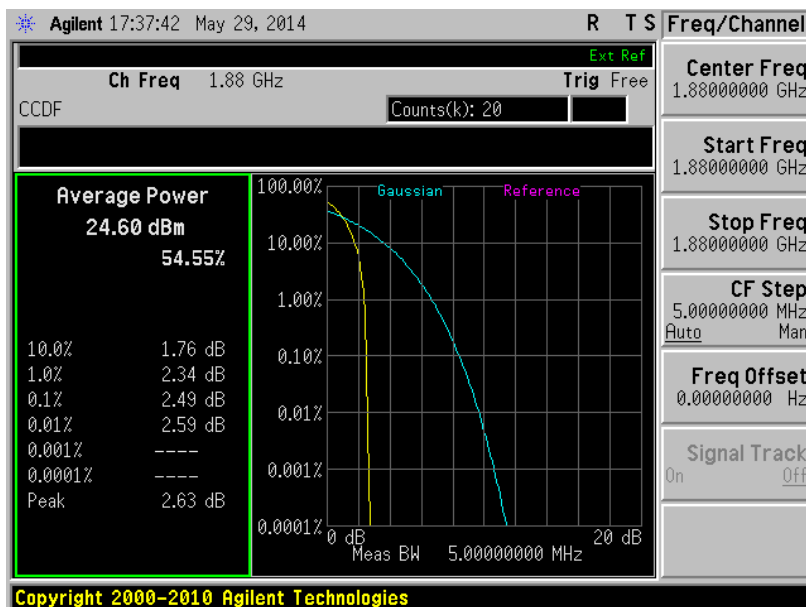 Agilent 17:37:42 May 29, 2014 R T S
Ext Ref
Ch Freq 1.88 GHz Trig Free
CCDF Counts(k): 20
Average Power
24.60 dBm
54.55%
10.0% 1.76 dB
1.0% 2.34 dB
0.1% 2.49 dB
0.01% 2.59 dB
0.001% ----
0.0001% ----
Peak 2.63 dB
Gaussian Reference
100.00%
10.00%
1.00%
0.10%
0.01%
0.001%
0.0001%
0 dB 20 dB
Meas BW 5.00000000 MHz
Freq/Channel
Center Freq
1.88000000 GHz
Start Freq
1.88000000 GHz
Stop Freq
1.88000000 GHz
CF Step
5.00000000 MHz
Auto Man
Freq Offset
0.00000000 Hz
Signal Track
On Off
Copyright 2000-2010 Agilent Technologies